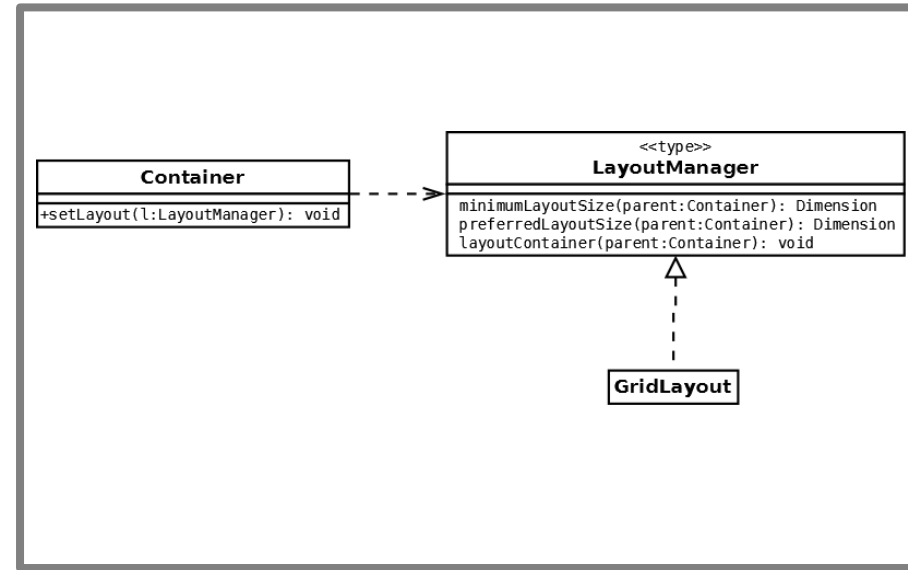 Container
+setLayout(l:LayoutManager): void
<<type>>
LayoutManager
minimumLayoutSize(parent:Container): Dimension
preferredLayoutSize(parent:Container): Dimension
layoutContainer(parent:Container): void
GridLayout